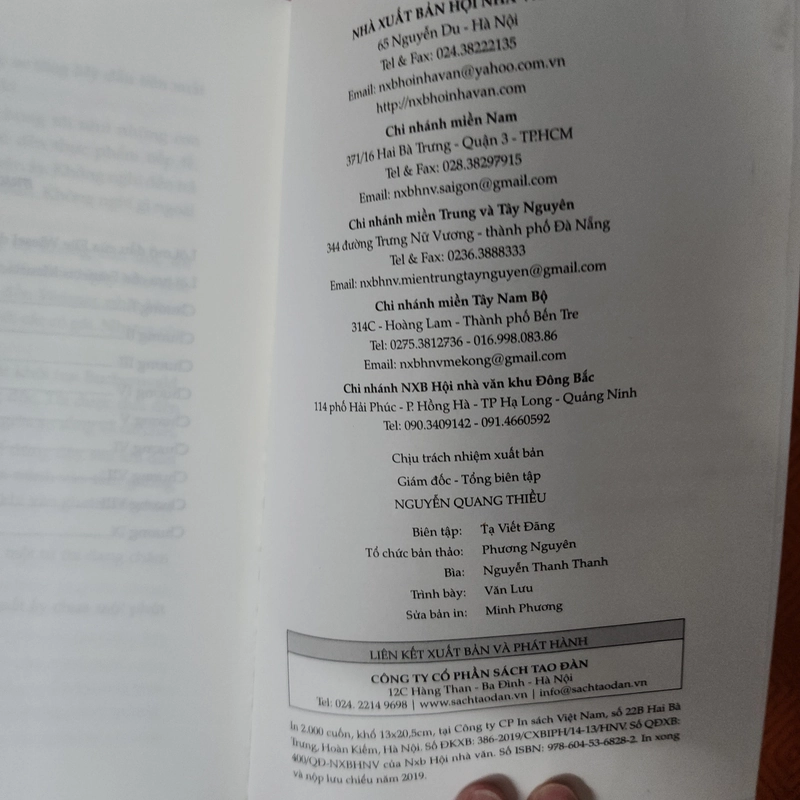 NHÀ XUẤT BẢN HỘI NHÀ
65 Nguyễn Du - Hà Nội
Tel & Fax: 024.38222135
Email: nxbhoinhavan@yahoo.com.vn
http://nxbhoinhavan.com
Chi nhánh miền Nam
371/16 Hai Bà Trưng - Quận 3 - TP.HCM
Tel & Fax: 028.38297915
Email: nxbhnv.saigon@gmail.com
Chi nhánh miền Trung và Tây Nguyên
344 đường Trưng Nữ Vương - thành phố Đà Nẵng
Tel & Fax: 0236.3888333
Email: nxbhnv.mientrungtaynguyen@gmail.com
Chi nhánh miền Tây Nam Bộ
314C - Hoàng Lam - Thành phố Bến Tre
Tel: 0275.3812736 - 016.998.083.86
Email: nxbhnvmekong@gmail.com
Chi nhánh NXB Hội nhà văn khu Đông Bắc
114 phố Hải Phúc - P. Hồng Hà - TP Hạ Long - Quảng Ninh
Tel: 090.3409142 - 091.4660592
Chịu trách nhiệm xuất bản
Giám đốc - Tổng biên tập
NGUYỄN QUANG THIỀU
Biên tập: Tạ Viết Đãng
Tổ chức bản thảo: Phương Nguyên
Bìa: Nguyễn Thanh Thanh
Trình bày: Văn Lưu
Sửa bản in: Minh Phương
LIÊN KẾT XUẤT BẢN VÀ PHÁT HÀNH
CÔNG TY CỔ PHẦN SÁCH TAO ĐÀN
12C Hàng Than - Ba Đình - Hà Nội
Tel: 024. 2214 9698 | www.sachtaodan.vn | info@sachtaodan.vn
In 2.000 cuốn, khổ 13x20,5cm, tại Công ty CP In sách Việt Nam, số 22B Hai Bà
Trưng, Hoàn Kiếm, Hà Nội. Số ĐKXB: 386-2019/CXBIPH/14-13/HNV. Số QĐXB:
400/QĐ-NXBHNV của Nxb Hội nhà văn. Số ISBN: 978-604-53-6828-2. In xong
và nộp lưu chiểu năm 2019.